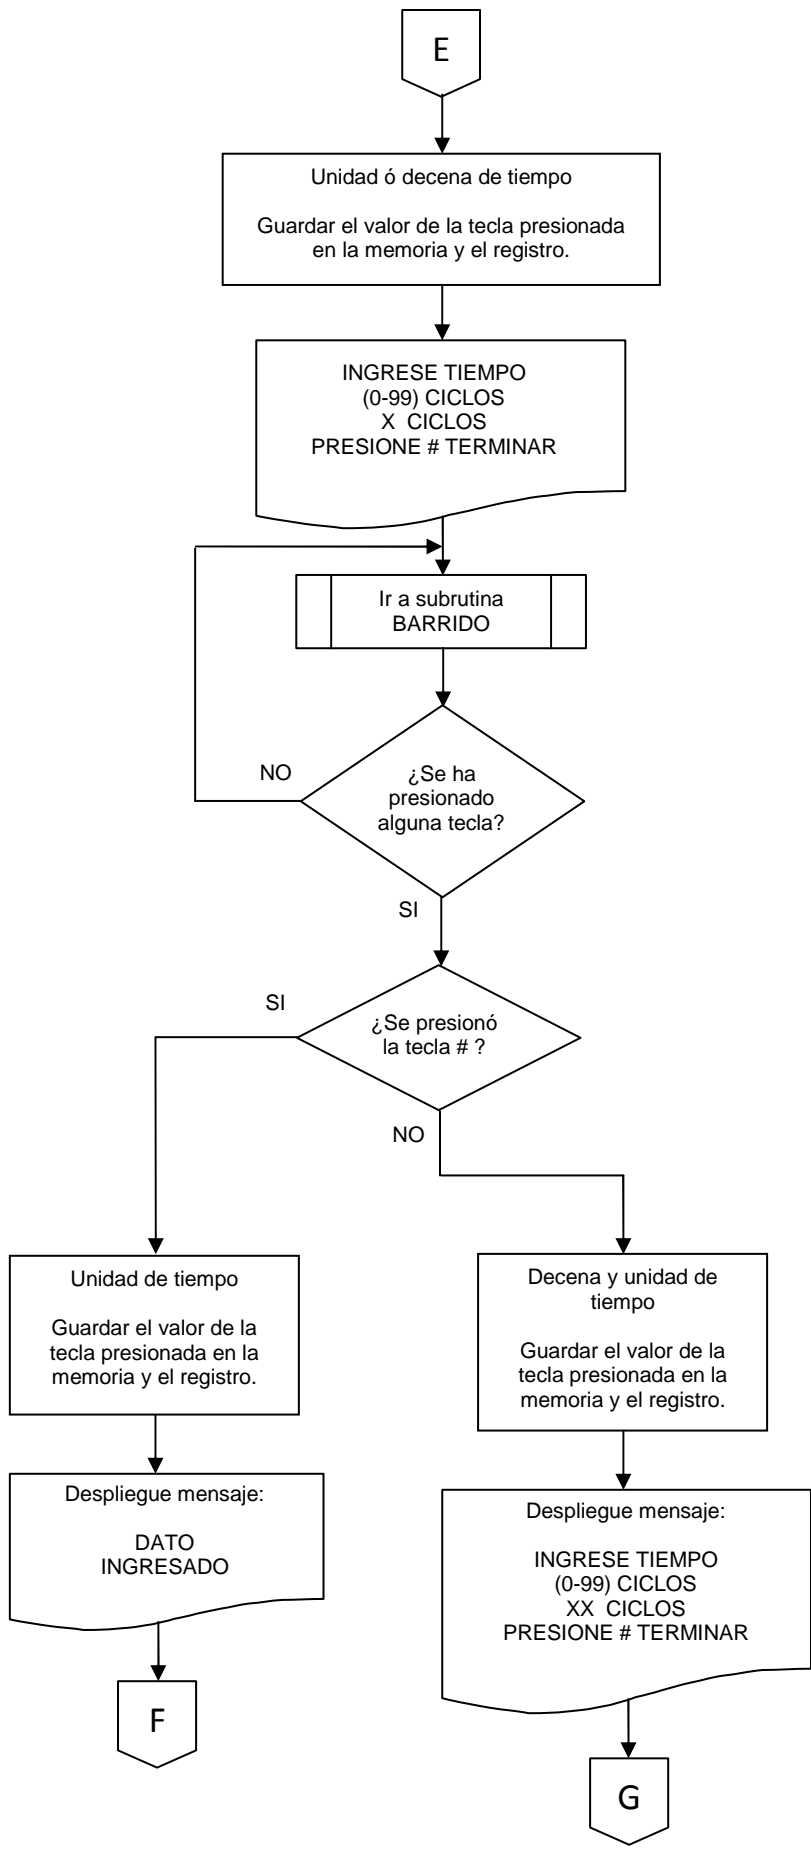 E
Unidad ó decena de tiempo
Guardar el valor de la tecla presionada
en la memoria y el registro.
INGRESE TIEMPO
(0-99) CICLOS
X CICLOS
PRESIONE # TERMINAR
Ir a subrutina
BARRIDO
NO
¿Se ha
presionado
alguna tecla?
SI
SI
¿Se presionó
la tecla # ?
NO
Unidad de tiempo
Guardar el valor de la
tecla presionada en la
memoria y el registro.
Decena y unidad de
tiempo
Guardar el valor de la
tecla presionada en la
memoria y el registro.
Despliegue mensaje:
DATO
INGRESADO
Despliegue mensaje:
INGRESE TIEMPO
(0-99) CICLOS
XX CICLOS
PRESIONE # TERMINAR
F
G